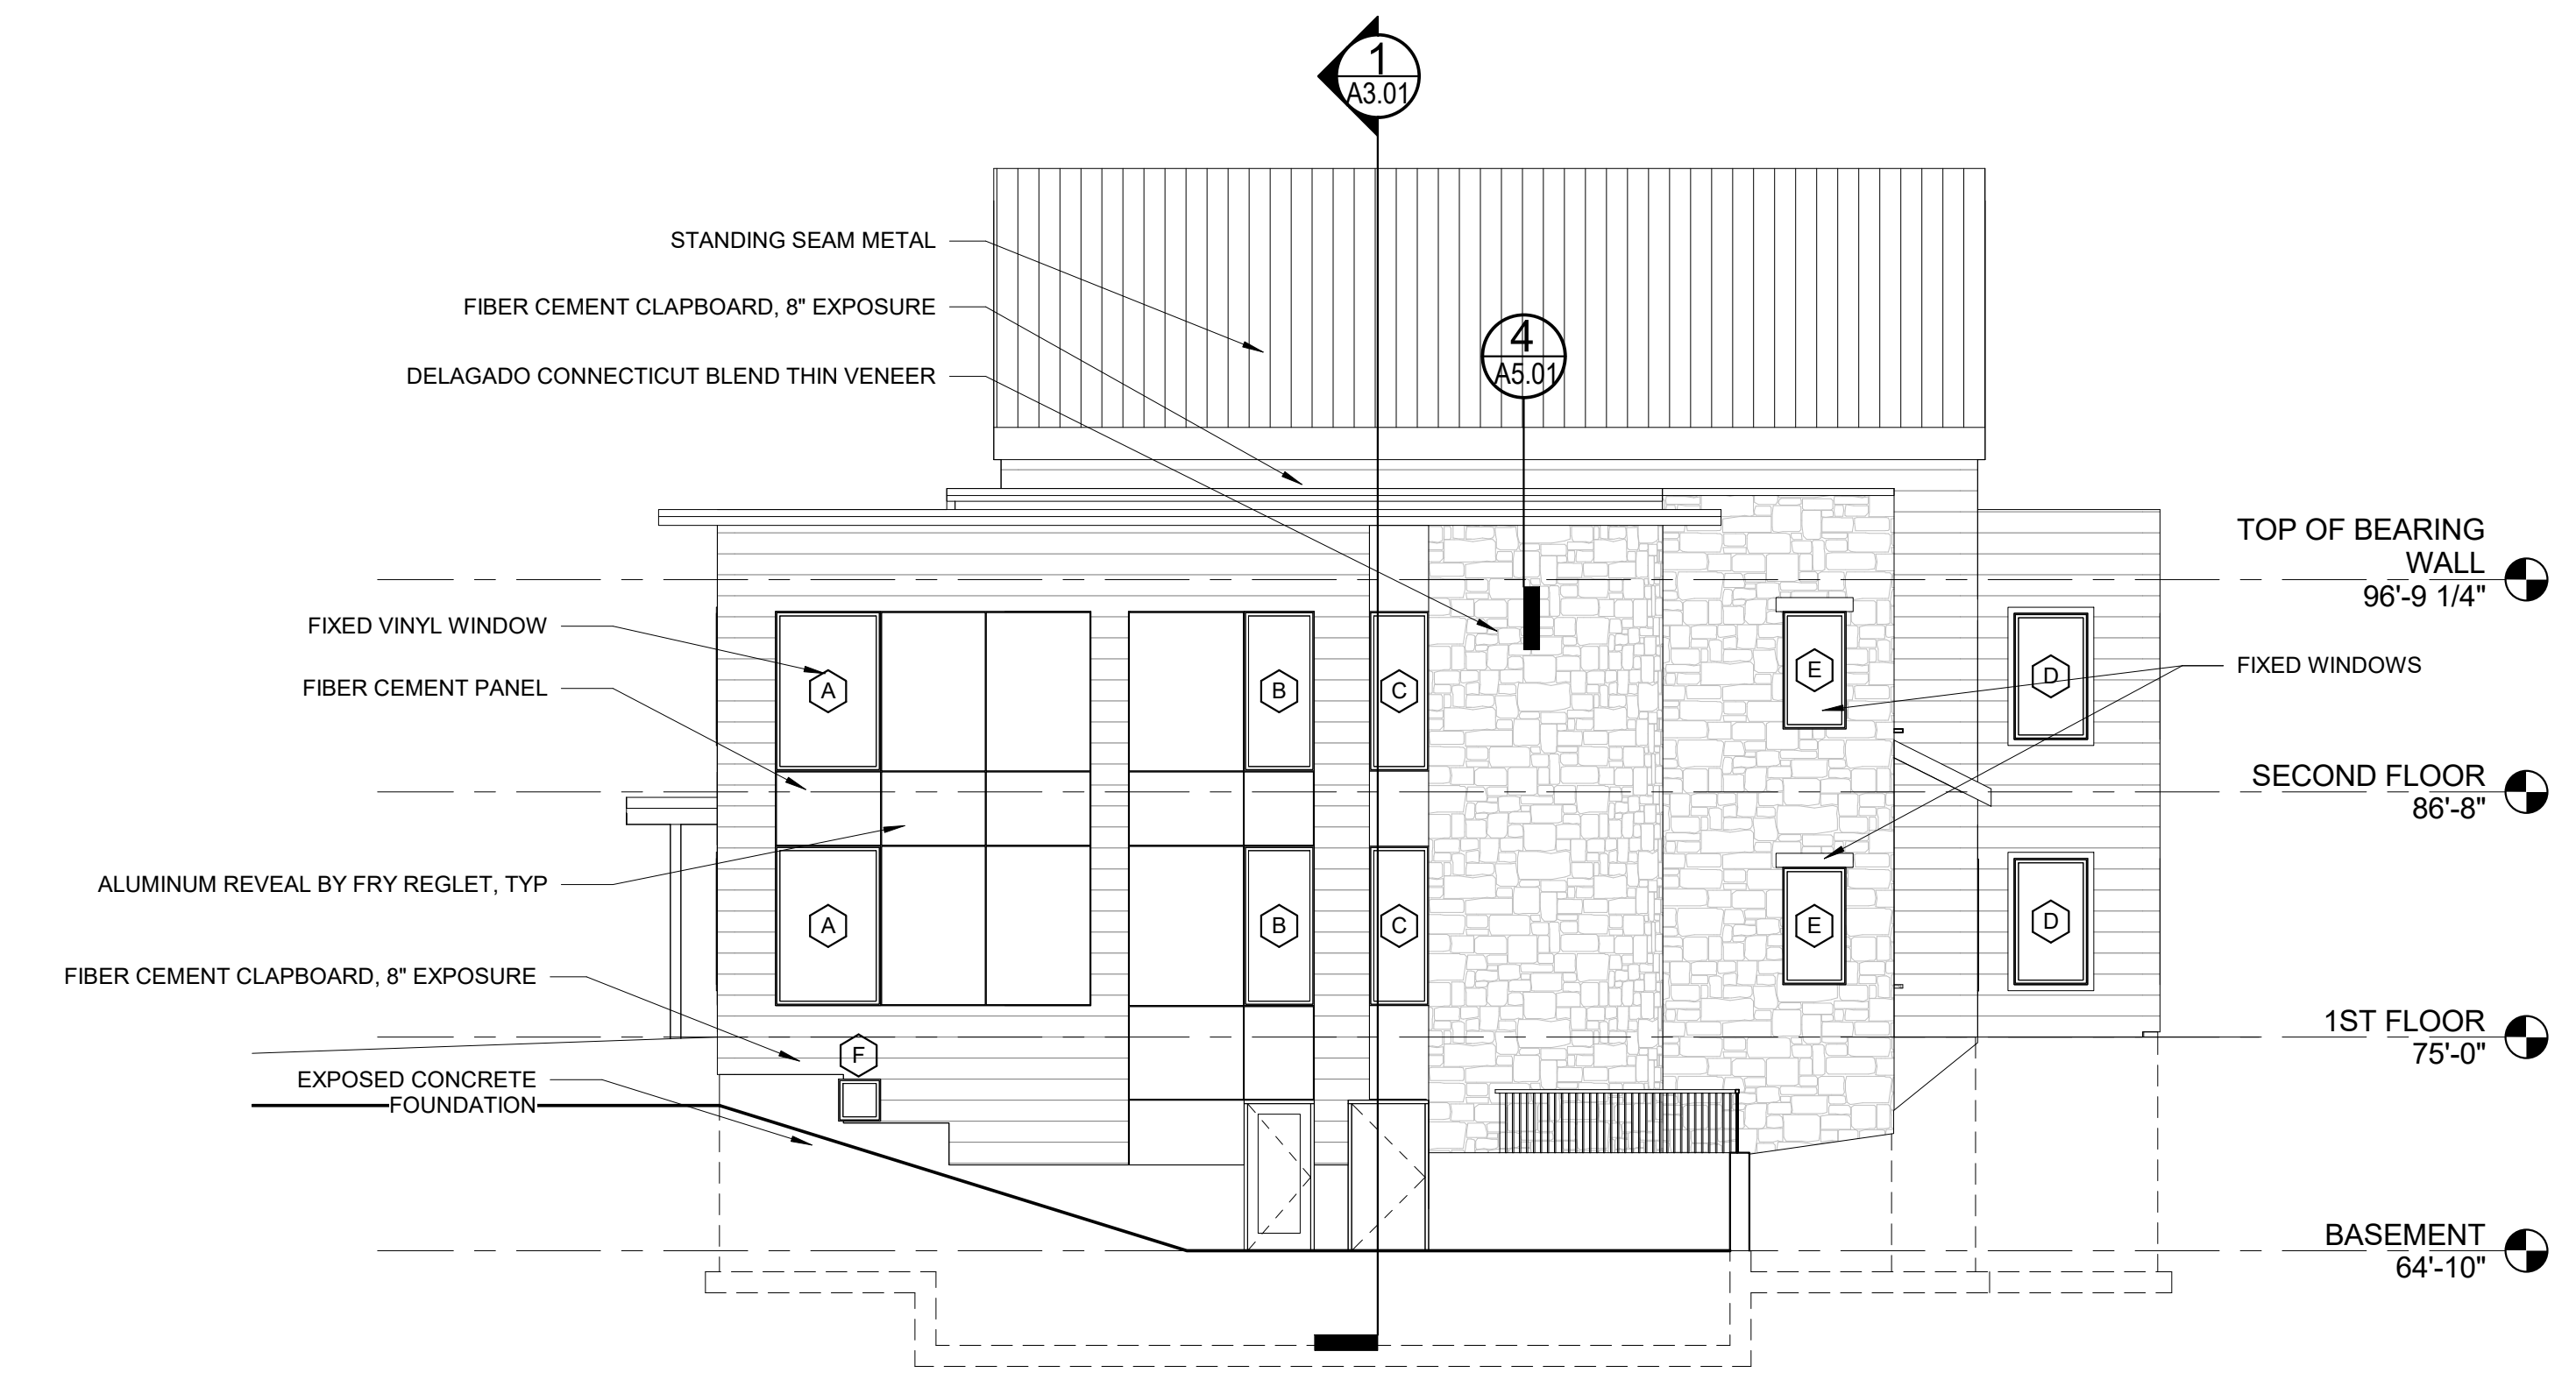 1
A3.01
STANDING SEAM METAL
FIBER CEMENT CLAPBOARD, 8" EXPOSURE
4
A5.01
DELAGADO CONNECTICUT BLEND THIN VENEER
TOP OF BEARING
WALL
96'-9 1/4"
FIXED VINYL WINDOW
FIXED WINDOWS
A
B
C
E
D
FIBER CEMENT PANEL
SECOND FLOOR
86'-8"
ALUMINUM REVEAL BY FRY REGLET, TYP
A
B
C
E
D
FIBER CEMENT CLAPBOARD, 8" EXPOSURE
1ST FLOOR
75'-0"
F
EXPOSED CONCRETE
FOUNDATION
BASEMENT
64'-10"